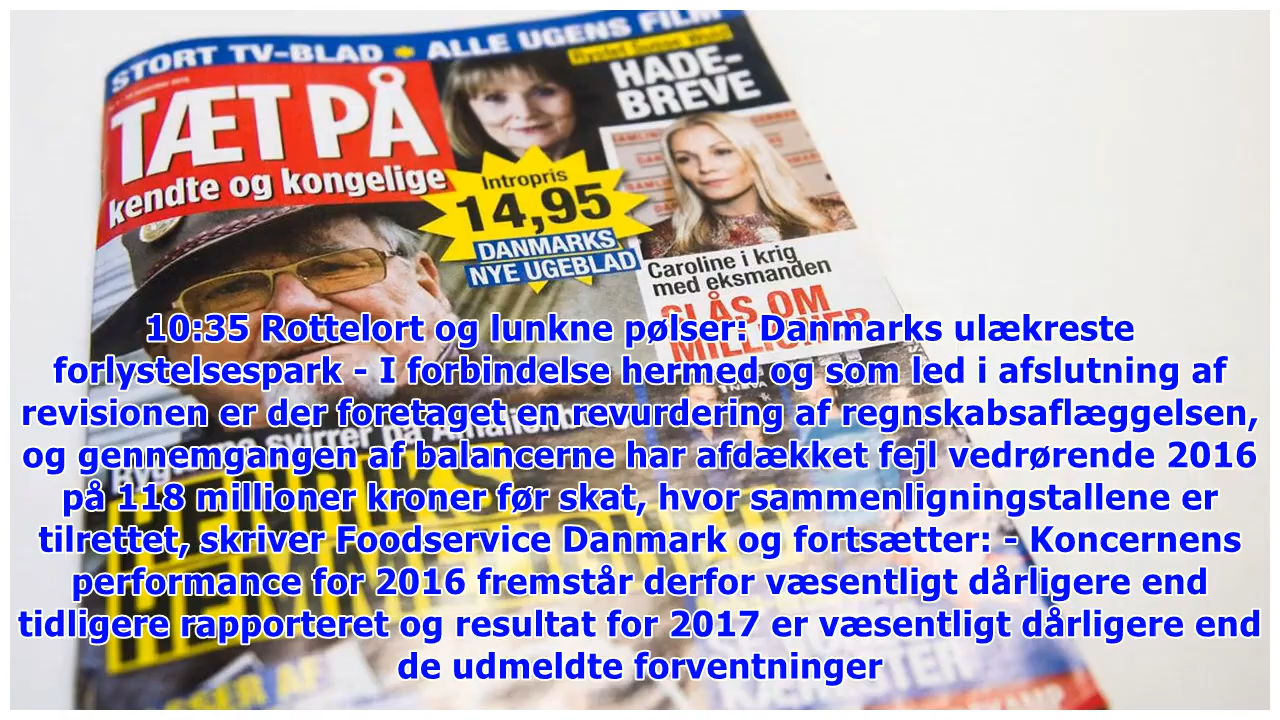 STORT TV-BLAD * ALLE UGENS FILM
TÆT PÅ
kendte og kongelige
HADE-
BREVE
Intropris
14,95
DANMARKS
NYE UGEBLAD
Caroline i krig
med eksmanden
SLÅS OM
MILLIONER
10:35 Rottelort og lunkne pølser: Danmarks ulækreste
forlystelsespark - I forbindelse hermed og som led i afslutning af
revisionen er der foretaget en revurdering af regnskabsaflæggelsen,
og gennemgangen af balancerne har afdækket fejl vedrørende 2016
på 118 millioner kroner før skat, hvor sammenligningstallene er
tilrettet, skriver Foodservice Danmark og fortsætter: - Koncernens
performance for 2016 fremstår derfor væsentligt dårligere end
tidligere rapporteret og resultat for 2017 er væsentligt dårligere end
de udmeldte forventninger
svirrer på
HENRIKS